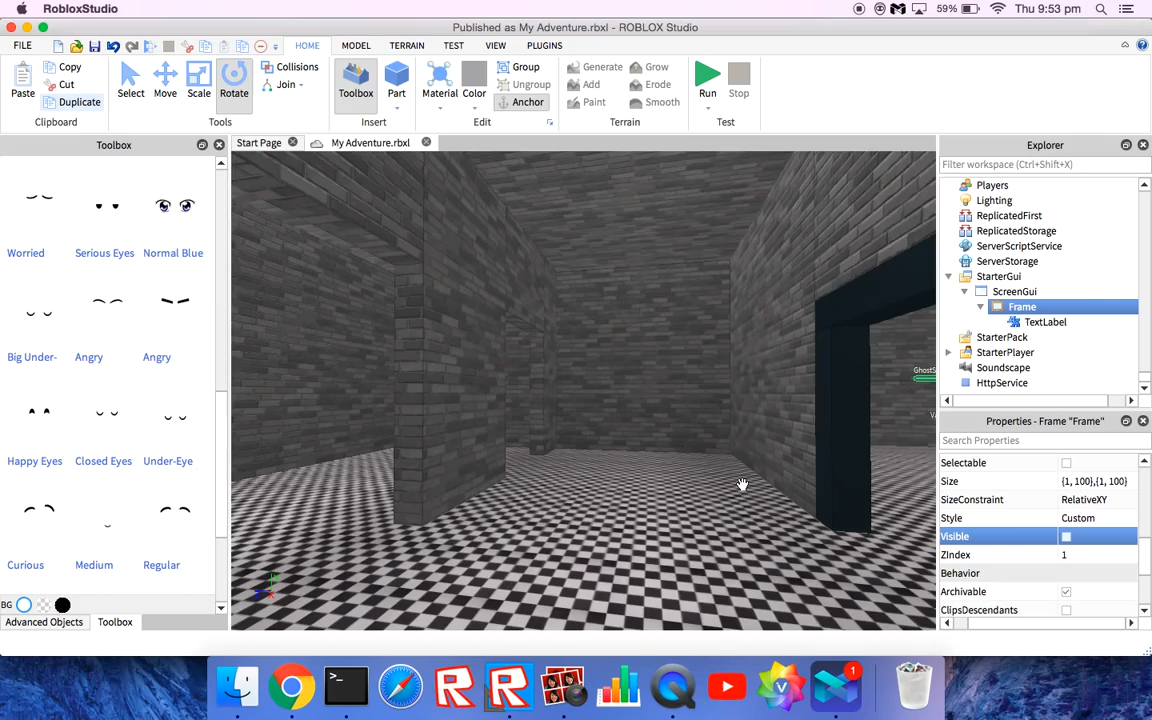 RobloxStudio
59%
Thu 9:53 pm
Published as My Adventure.rbxl - ROBLOX Studio
FILE
HOME
MODEL
TERRAIN
TEST
VIEW
PLUGINS
Paste
Copy
Cut
Duplicate
Clipboard
Select
Move
Scale
Rotate
Collisions
Join
Tools
Toolbox
Part
Insert
Material
Color
Group
Ungroup
Anchor
Edit
Generate
Grow
Add
Erode
Paint
Smooth
Terrain
Run
Stop
Test
Toolbox
Start Page
My Adventure.rbxl
Explorer
Filter workspace (Ctrl+Shift+X)
Worried
Serious Eyes
Normal Blue
Big Under-
Angry
Angry
Happy Eyes
Closed Eyes
Under-Eye
Curious
Medium
Regular
BG
Advanced Objects
Toolbox
Players
Lighting
ReplicatedFirst
ReplicatedStorage
ServerScriptService
ServerStorage
StarterGui
ScreenGui
Frame
TextLabel
StarterPack
StarterPlayer
Soundscape
HttpService
Properties - Frame "Frame"
Search Properties
Selectable
Size {1, 100},{1, 100}
SizeConstraint RelativeXY
Style Custom
Visible
ZIndex 1
Behavior
Archivable
ClipsDescendants
1